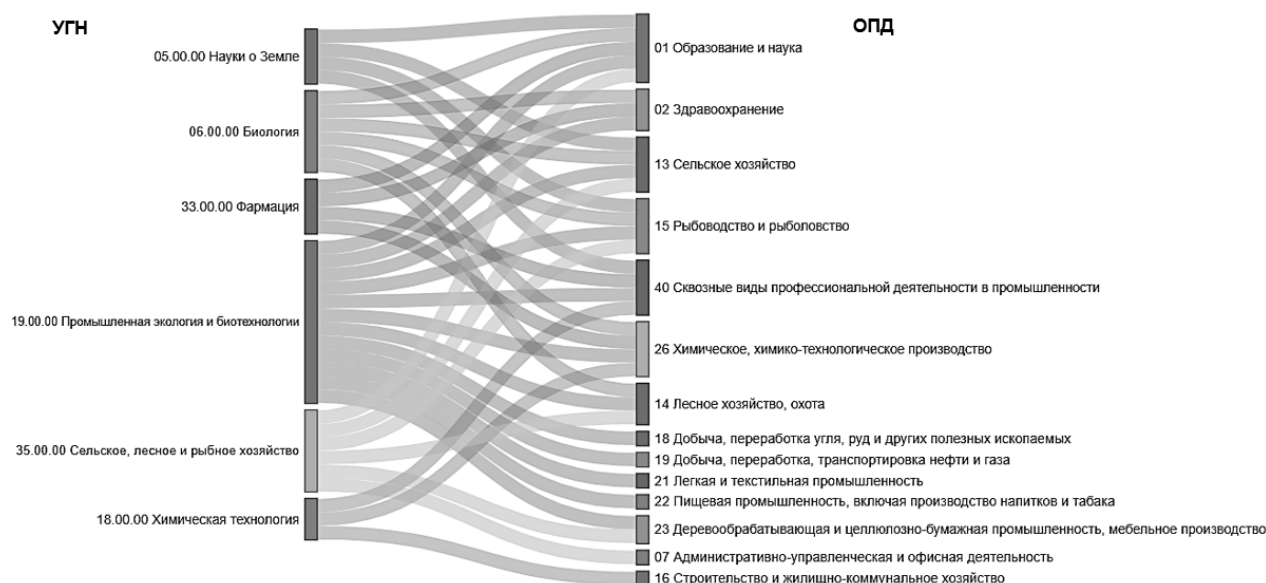 УГН
05.00.00 Науки о Земле
06.00.00 Биология
33.00.00 Фармация
19.00.00 Промышленная экология и биотехнологии
35.00.00 Сельское, лесное и рыбное хозяйство
18.00.00 Химическая технология
ОПД
01 Образование и наука
02 Здравоохранение
13 Сельское хозяйство
15 Рыбоводство и рыболовство
40 Сквозные виды профессиональной деятельности в промышленности
26 Химическое, химико-технологическое производство
14 Лесное хозяйство, охота
18 Добыча, переработка угля, руд и других полезных ископаемых
19 Добыча, переработка, транспортировка нефти и газа
21 Легкая и текстильная промышленность
22 Пищевая промышленность, включая производство напитков и табака
23 Деревообрабатывающая и целлюлозно-бумажная промышленность, мебельное производство
07 Административно-управленческая и офисная деятельность
16 Строительство и жилищно-коммунальное хозяйство